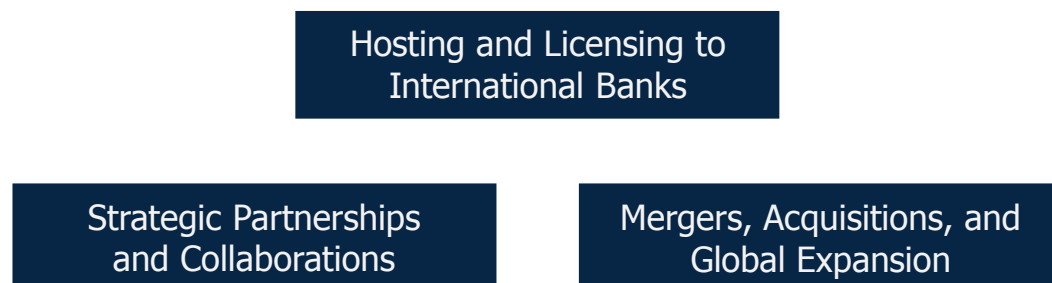 Hosting and Licensing to
International Banks
Strategic Partnerships
and Collaborations
Mergers, Acquisitions, and
Global Expansion